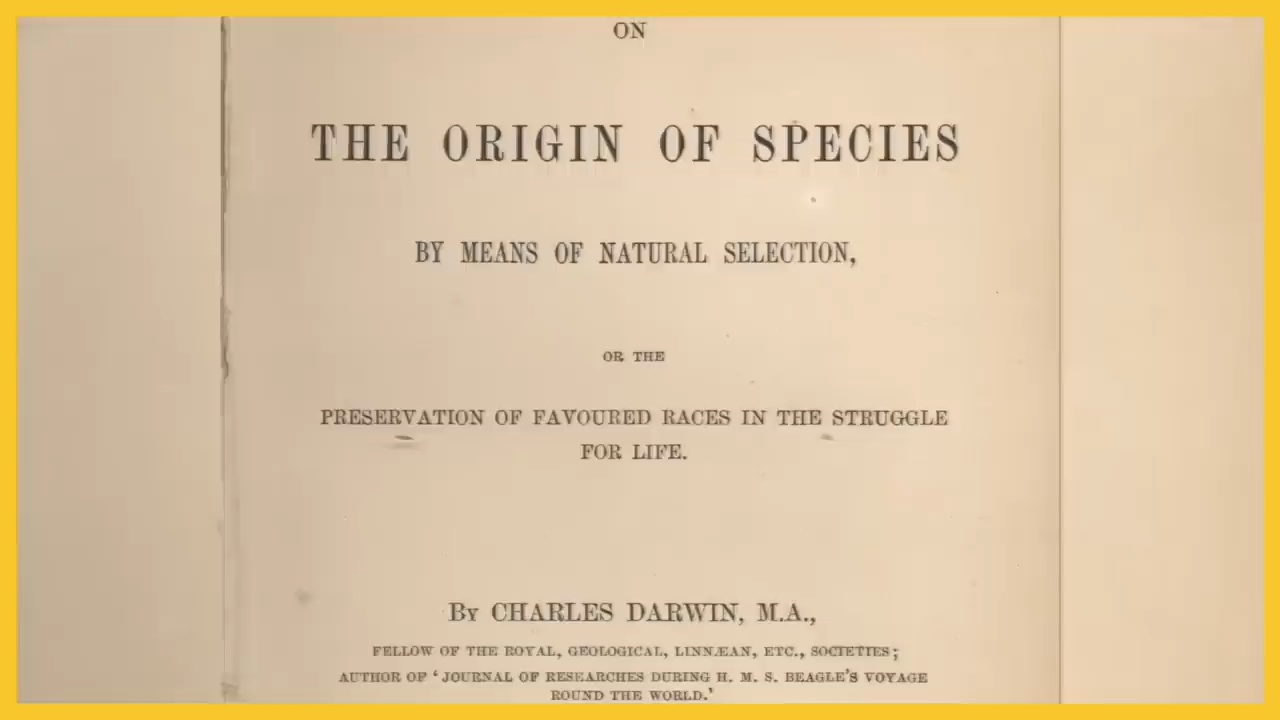 ON
THE ORIGIN OF SPECIES
BY MEANS OF NATURAL SELECTION,
OR THE
PRESERVATION OF FAVOURED RACES IN THE STRUGGLE
FOR LIFE.
By CHARLES DARWIN, M.A.,
FELLOW OF THE ROYAL, GEOLOGICAL, LINNÆAN, ETC., SOCIETIES;
AUTHOR OF 'JOURNAL OF RESEARCHES DURING H. M. S. BEAGLE'S VOYAGE
ROUND THE WORLD.'